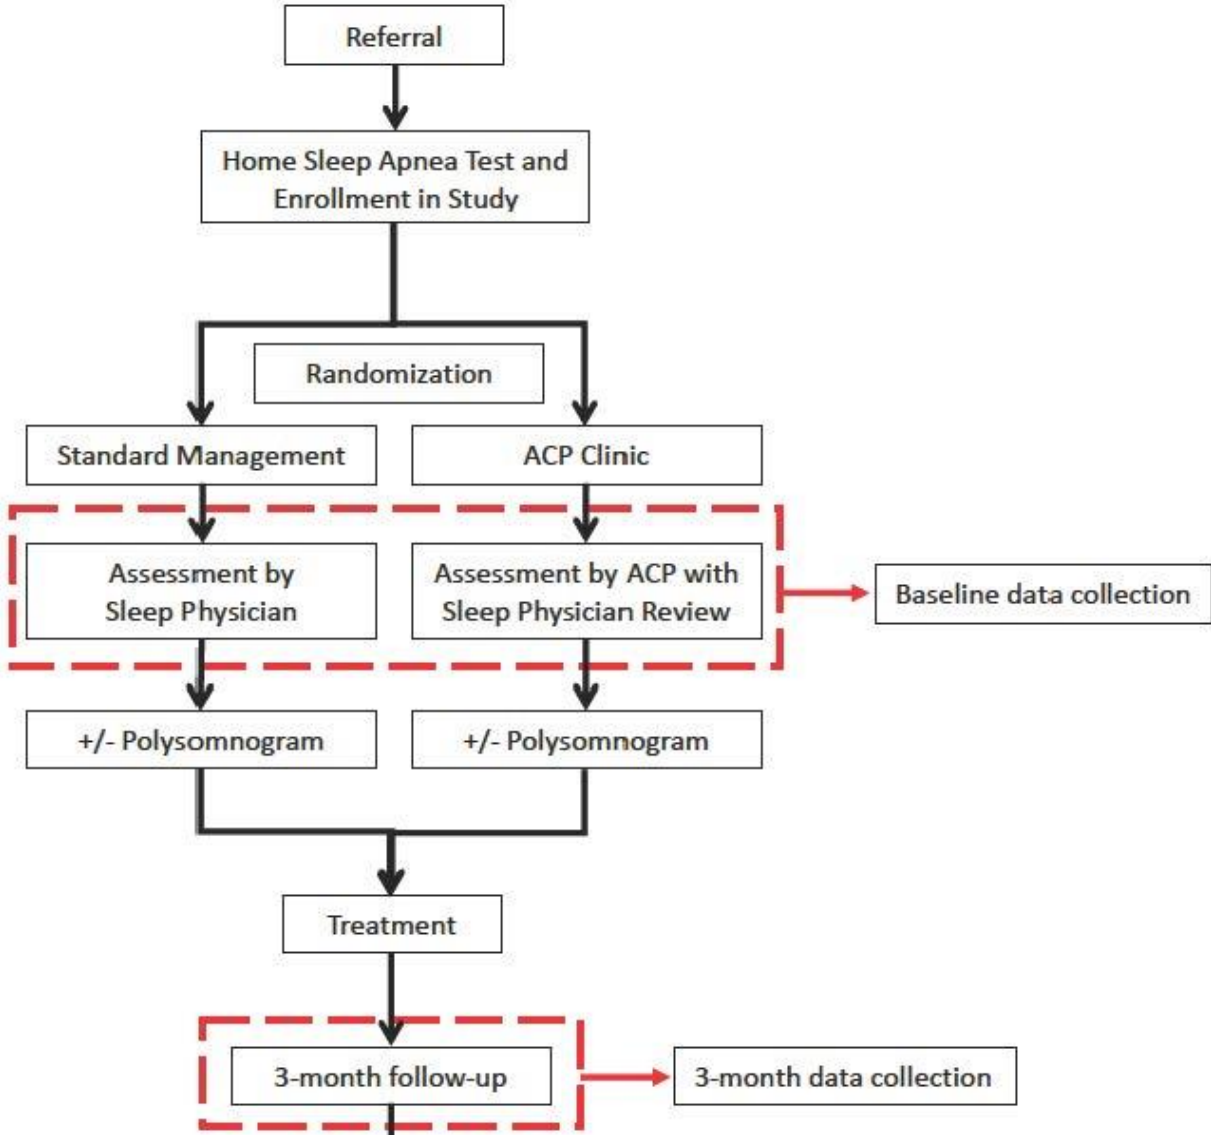 Referral
Home Sleep Apnea Test and
Enrollment in Study
Randomization
Standard Management
ACP Clinic
Assessment by
Sleep Physician
Assessment by ACP with
Sleep Physician Review
Baseline data collection
+/- Polysomnogram
+/- Polysomnogram
Treatment
3-month follow-up
3-month data collection